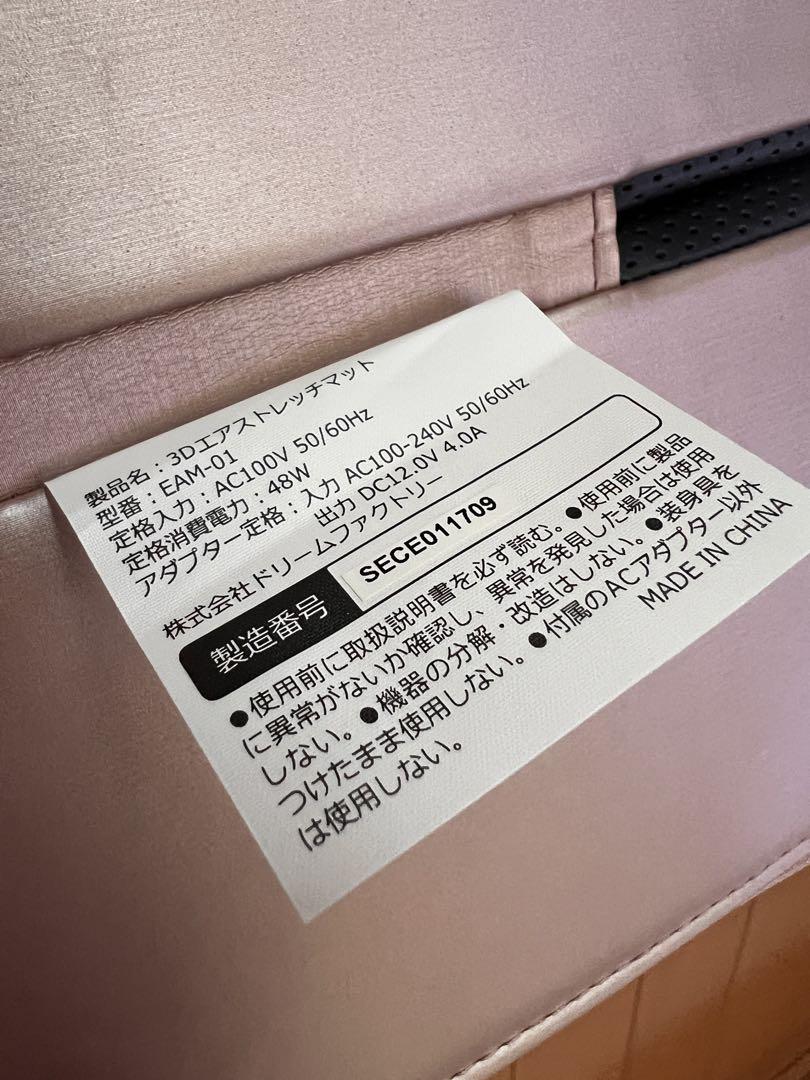 製品名：3Dエアストレッチマット
型番：EAM-01
定格入力：AC100V 50/60Hz
定格消費電力：48W
アダプター定格：入力 AC100-240V 50/60Hz
出力 DC12.0V 4.0A
株式会社ドリームファクトリー
製造番号 SECE011709
●使用前に取扱説明書を必ず読む。●使用前に製品
に異常がないか確認し、異常を発見した場合は使用
しない。●機器の分解・改造はしない。●装身具を
つけたまま使用しない。●付属のACアダプター以外
は使用しない。
MADE IN CHINA